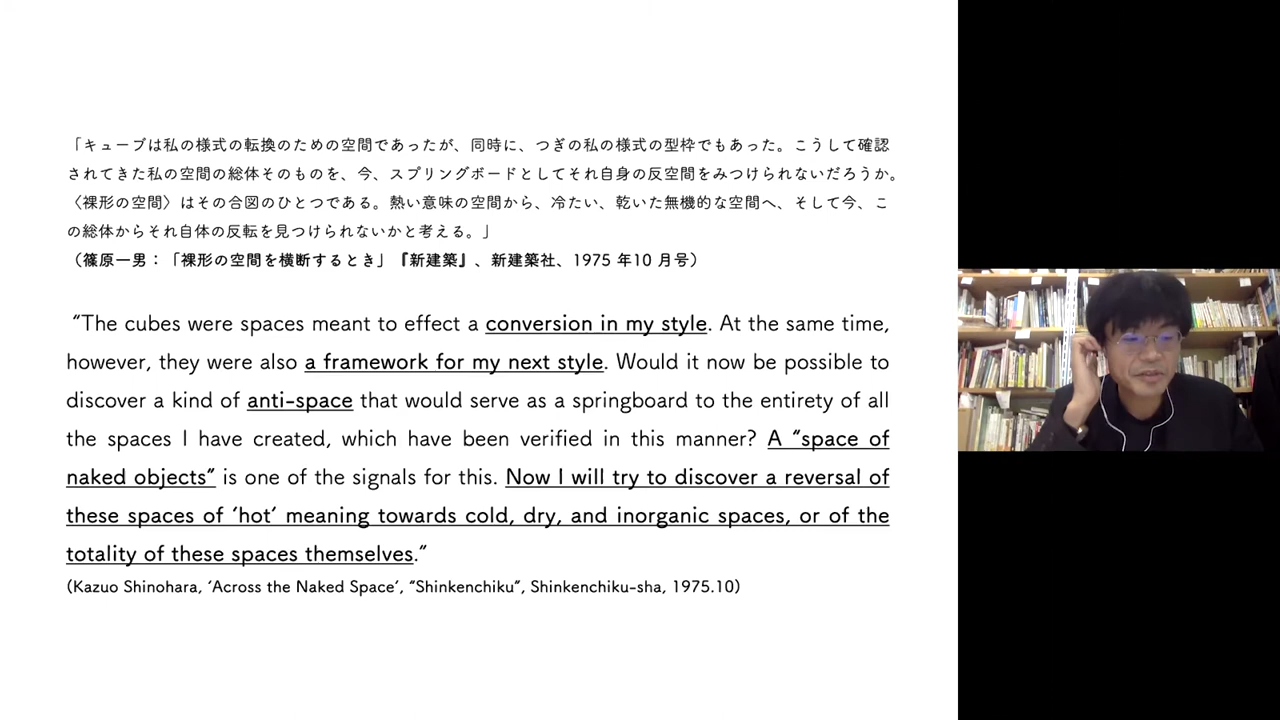 「キューブは私の様式の転換のための空間であったが、同時に、つぎの私の様式の型枠でもあった。こうして確認
されてきた私の空間の総体そのものを、今、スプリングボードとしてそれ自身の反空間をみつけられないだろうか。
〈裸形の空間〉はその合図のひとつである。熱い意味の空間から、冷たい、乾いた無機的な空間へ、そして今、こ
の総体からそれ自体の反転を見つけられないかと考える。」
（篠原一男：「裸形の空間を横断するとき」『新建築』、新建築社、1975 年10 月号）
“The cubes were spaces meant to effect a conversion in my style. At the same time,
however, they were also a framework for my next style. Would it now be possible to
discover a kind of anti-space that would serve as a springboard to the entirety of all
the spaces I have created, which have been verified in this manner? A “space of
naked objects” is one of the signals for this. Now I will try to discover a reversal of
these spaces of ‘hot’ meaning towards cold, dry, and inorganic spaces, or of the
totality of these spaces themselves.”
(Kazuo Shinohara, ‘Across the Naked Space’, “Shinkenchiku”, Shinkenchiku-sha, 1975.10)